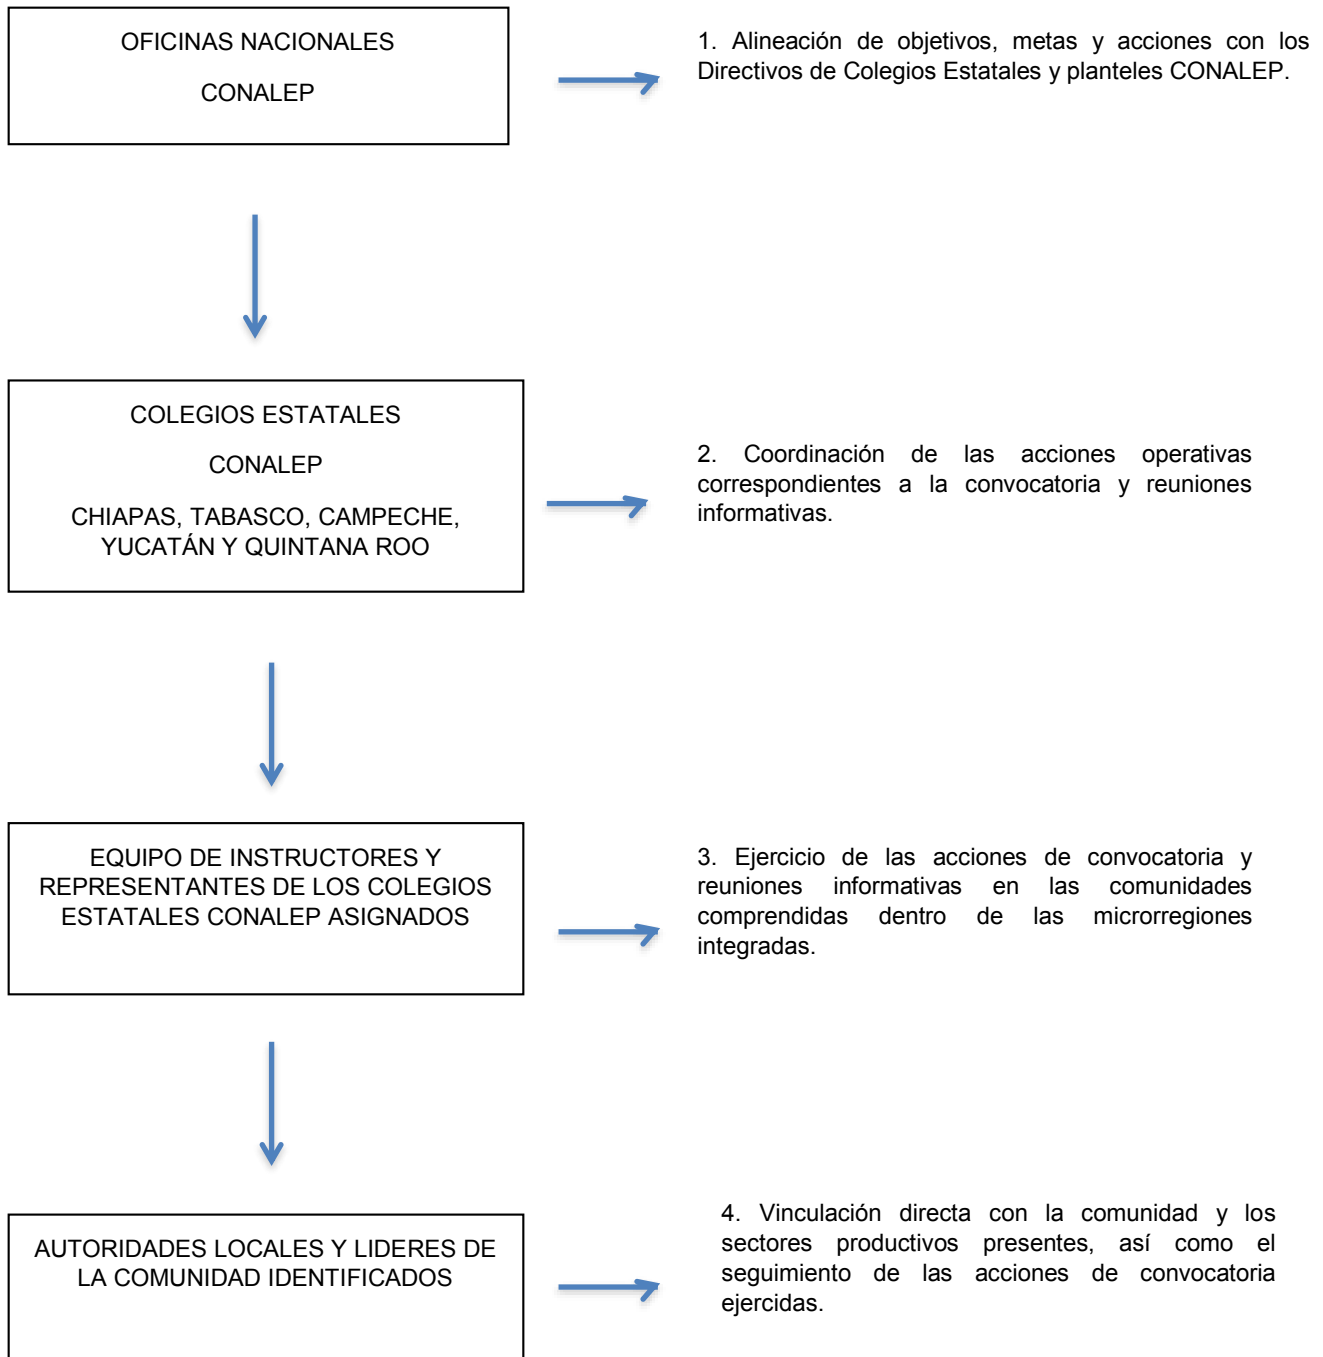 OFICINAS NACIONALES
CONALEP
1. Alineación de objetivos, metas y acciones con los
Directivos de Colegios Estatales y planteles CONALEP.
COLEGIOS ESTATALES
CONALEP
CHIAPAS, TABASCO, CAMPECHE,
YUCATÁN Y QUINTANA ROO
2. Coordinación de las acciones operativas
correspondientes a la convocatoria y reuniones
informativas.
EQUIPO DE INSTRUCTORES Y
REPRESENTANTES DE LOS COLEGIOS
ESTATALES CONALEP ASIGNADOS
3. Ejercicio de las acciones de convocatoria y
reuniones informativas en las comunidades
comprendidas dentro de las microrregiones
integradas.
AUTORIDADES LOCALES Y LIDERES DE
LA COMUNIDAD IDENTIFICADOS
4. Vinculación directa con la comunidad y los
sectores productivos presentes, así como el
seguimiento de las acciones de convocatoria
ejercidas.